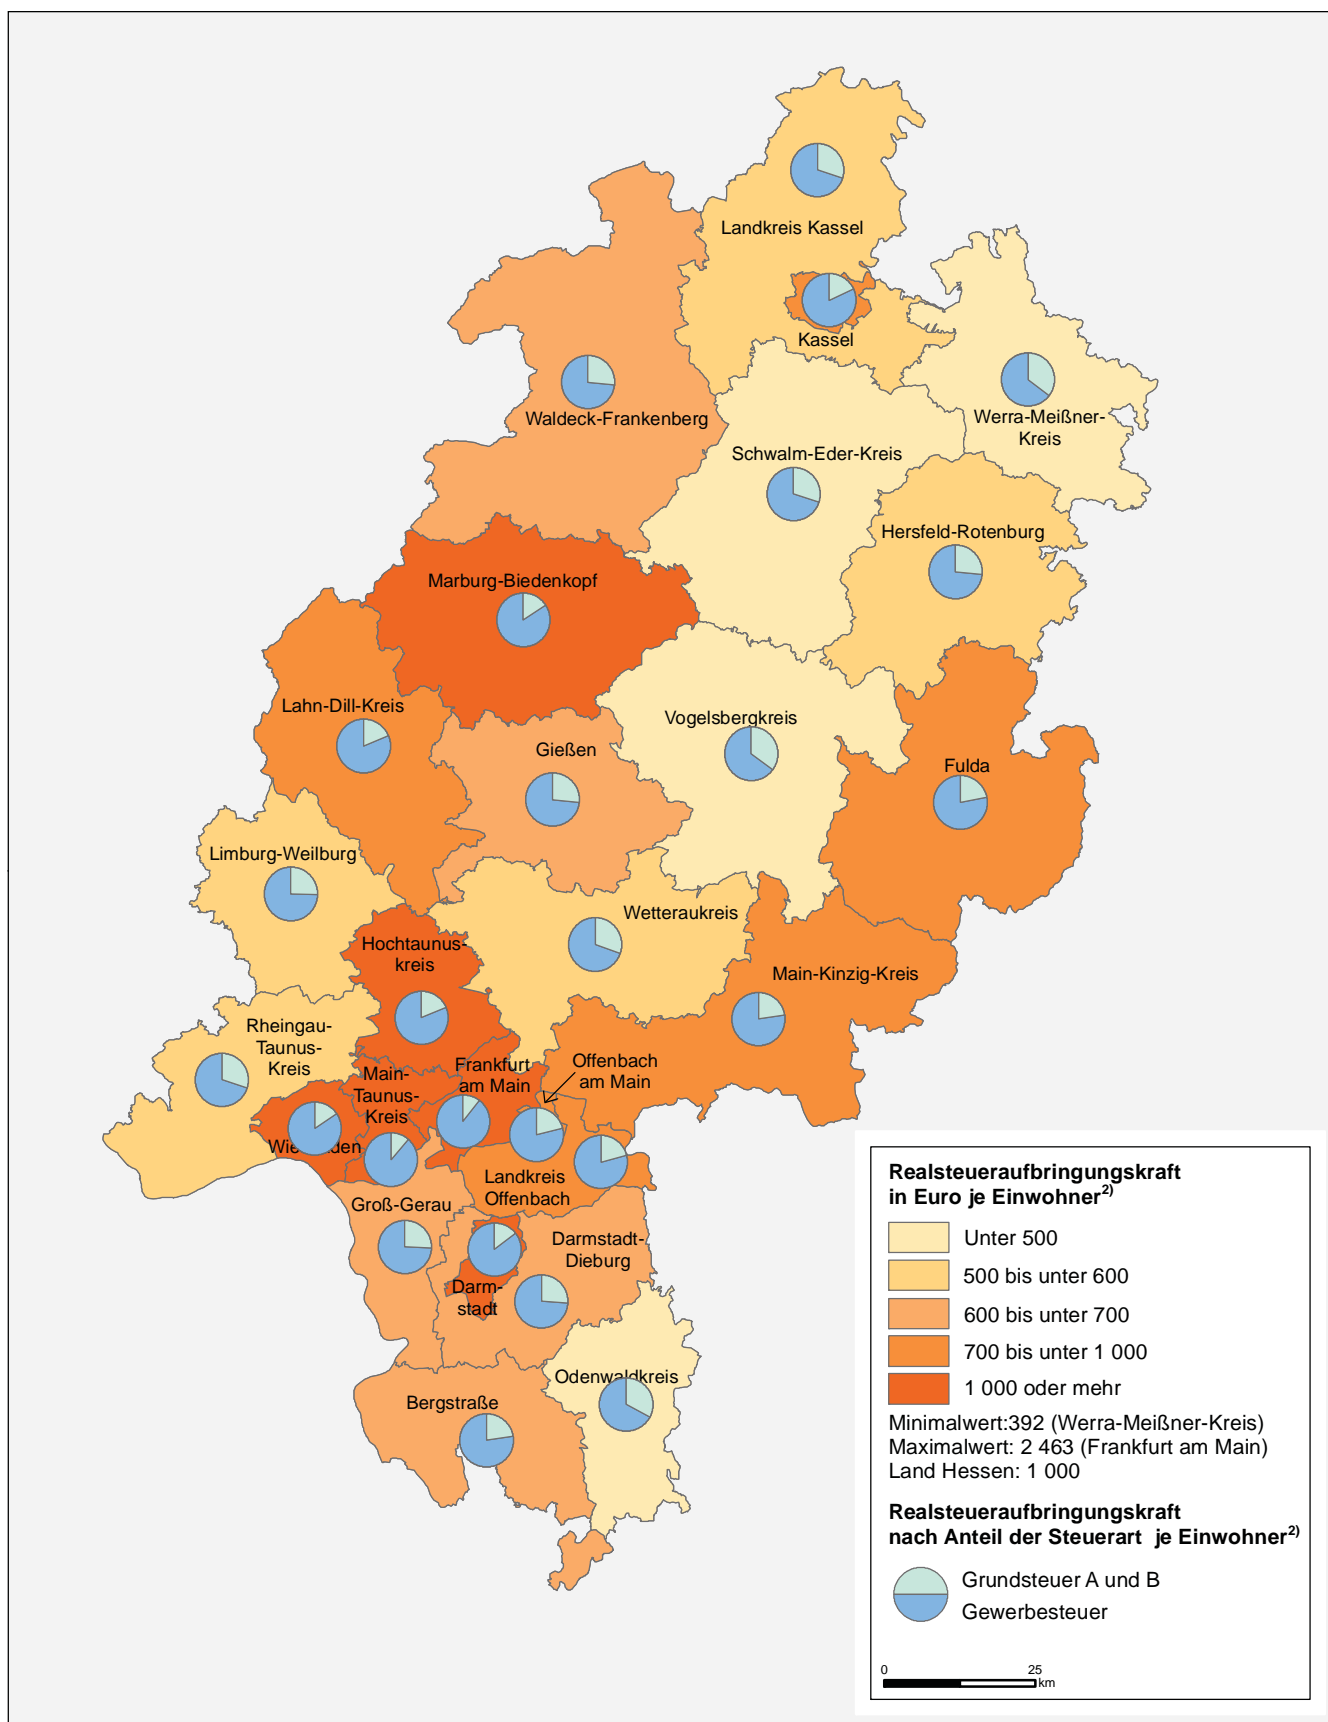 Landkreis Kassel
Kassel
Waldeck-Frankenberg
Werra-Meißner-
Kreis
Schwalm-Eder-Kreis
Hersfeld-Rotenburg
Marburg-Biedenkopf
Lahn-Dill-Kreis
Vogelsbergkreis
Gießen
Fulda
Limburg-Weilburg
Wetteraukreis
Hochtaunus-
kreis
Main-Kinzig-Kreis
Rheingau-
Taunus-
Kreis
Frankfurt
am Main
Offenbach
am Main
Main-
Taunus-
Kreis
Wiesbaden
Landkreis
Offenbach
Groß-Gerau
Darmstadt-
Dieburg
Darm-
stadt
Odenwaldkreis
Bergstraße
Realsteueraufbringungskraft
in Euro je Einwohner²⁾
Unter 500
500 bis unter 600
600 bis unter 700
700 bis unter 1 000
1 000 oder mehr
Minimalwert:392 (Werra-Meißner-Kreis)
Maximalwert: 2 463 (Frankfurt am Main)
Land Hessen: 1 000
Realsteueraufbringungskraft
nach Anteil der Steuerart je Einwohner²⁾
Grundsteuer A und B
Gewerbesteuer
0 25
km